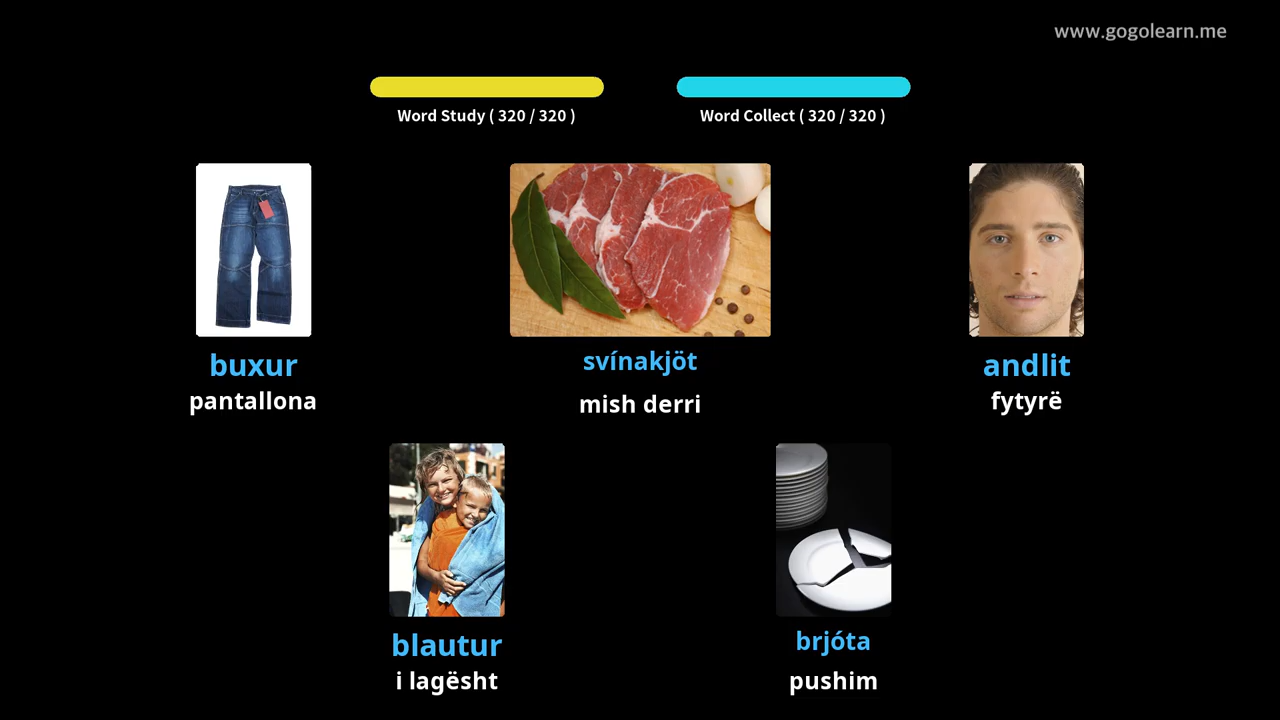 www.gogolearn.me
Word Study ( 320 / 320 )
Word Collect ( 320 / 320 )
buxur
pantallona
svínakjöt
mish derri
andlit
fytyrë
blautur
i lagësht
brjóta
pushim